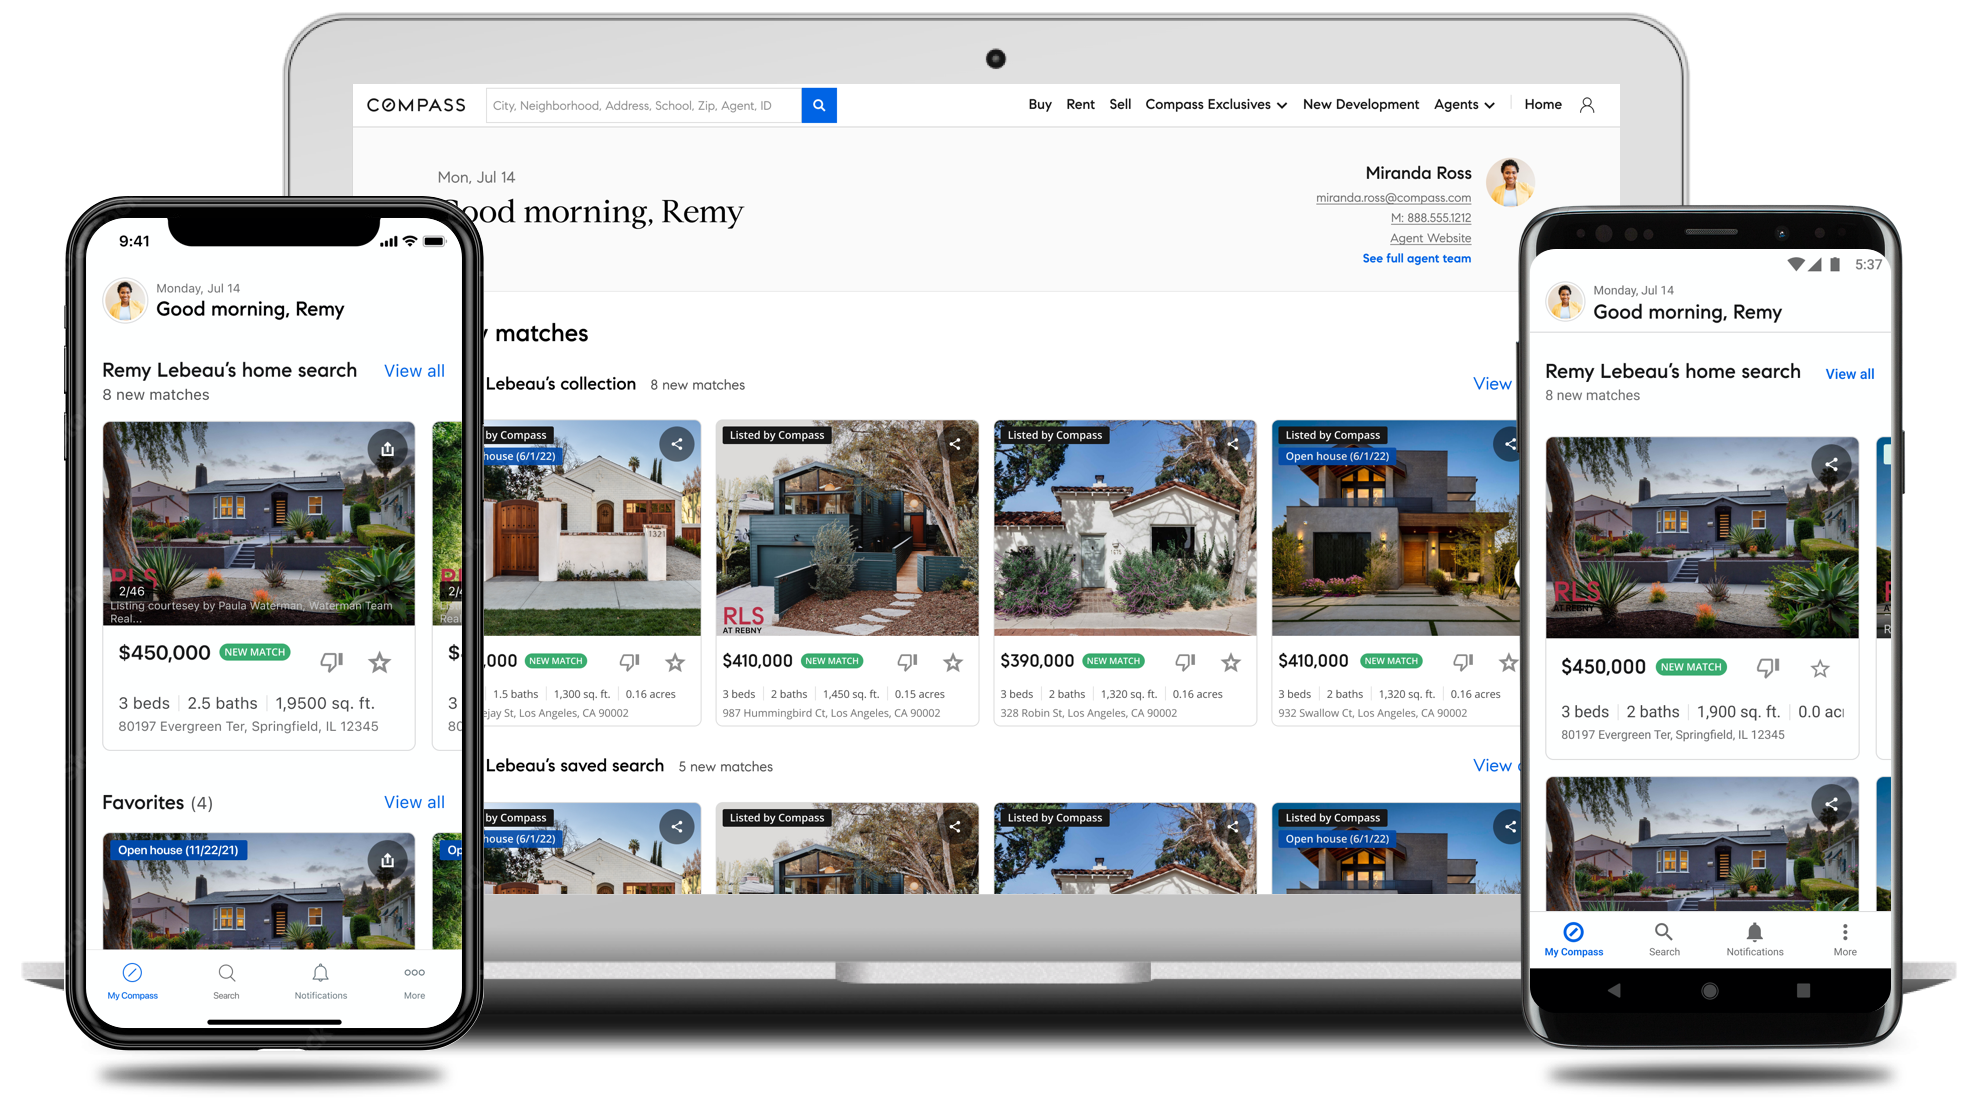 COMPASS
City, Neighborhood, Address, School, Zip, Agent, ID
Buy Rent Sell Compass Exclusives New Development Agents Home
Mon, Jul 14
Good morning, Remy
Miranda Ross
miranda.ross@compass.com
M: 888.555.1212
Agent Website
See full agent team
matches
Lebeau's collection 8 new matches
View
by Compass
house (6/1/22)
1321
,000 NEW MATCH
1.5 baths 1,300 sq. ft. 0.16 acres
St, Los Angeles, CA 90002
Listed by Compass
RLS
AT REBNY
$410,000 NEW MATCH
3 beds 2 baths 1,450 sq. ft. 0.15 acres
987 Hummingbird Ct, Los Angeles, CA 90002
Listed by Compass
$390,000 NEW MATCH
3 beds 2 baths 1,320 sq. ft. 0.16 acres
328 Robin St, Los Angeles, CA 90002
Listed by Compass
Open house (6/1/22)
$410,000 NEW MATCH
3 beds 2 baths 1,320 sq. ft. 0.16 acres
932 Swallow Ct, Los Angeles, CA 90002
Lebeau's saved search 5 new matches
View
by Compass
house (6/1/22)
Listed by Compass
Listed by Compass
Listed by Compass
Open house (6/1/22)
9:41
Monday, Jul 14
Good morning, Remy
Remy Lebeau's home search View all
8 new matches
RLS
2/46
Listing courtesey by Paula Waterman, Waterman Team
Real...
$450,000 NEW MATCH
3 beds 2.5 baths 1,9500 sq. ft.
80197 Evergreen Ter, Springfield, IL 12345
Favorites (4) View all
Open house (11/22/21)
My Compass Search Notifications More
5:37
Monday, Jul 14
Good morning, Remy
Remy Lebeau's home search View all
8 new matches
RLS
AT REBNY
$450,000 NEW MATCH
3 beds 2 baths 1,900 sq. ft. 0.0
80197 Evergreen Ter, Springfield, IL 12345
My Compass Search Notifications More